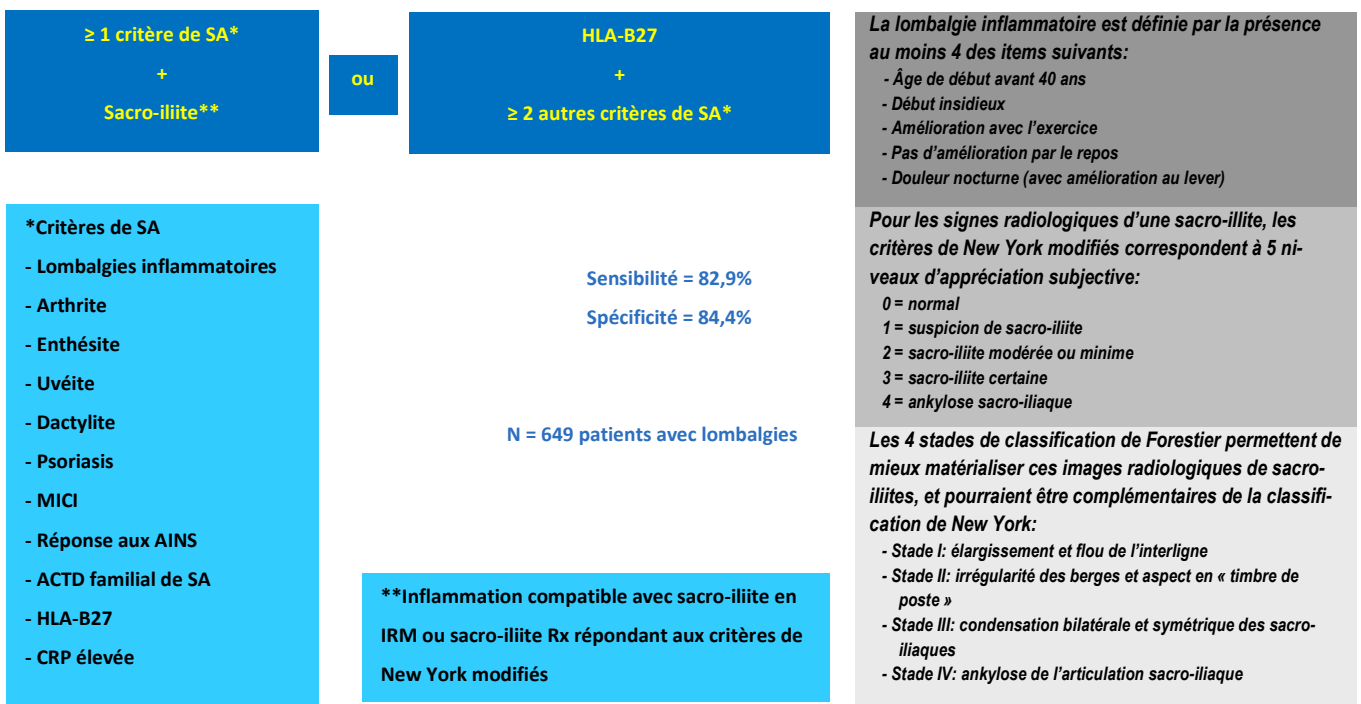 ≥ 1 critère de SA*
+
Sacro-iliite**
ou
HLA-B27
+
≥ 2 autres critères de SA*
*Critères de SA
- Lombalgies inflammatoires
- Arthrite
- Enthésite
- Uvéite
- Dactylite
- Psoriasis
- MICI
- Réponse aux AINS
- ACTD familial de SA
- HLA-B27
- CRP élevée
Sensibilité = 82,9%
Spécificité = 84,4%
N = 649 patients avec lombalgies
**Inflammation compatible avec sacro-iliite en
IRM ou sacro-iliite Rx répondant aux critères de
New York modifiés
La lombalgie inflammatoire est définie par la présence
au moins 4 des items suivants:
- Âge de début avant 40 ans
- Début insidieux
- Amélioration avec l'exercice
- Pas d'amélioration par le repos
- Douleur nocturne (avec amélioration au lever)
Pour les signes radiologiques d'une sacro-illite, les
critères de New York modifiés correspondent à 5 ni-
veaux d'appréciation subjective:
0 = normal
1 = suspicion de sacro-iliite
2 = sacro-iliite modérée ou minime
3 = sacro-iliite certaine
4 = ankylose sacro-iliaque
Les 4 stades de classification de Forestier permettent de
mieux matérialiser ces images radiologiques de sacro-
iliites, et pourraient être complémentaires de la classifi-
cation de New York:
- Stade I: élargissement et flou de l'interligne
- Stade II: irrégularité des berges et aspect en « timbre de
poste »
- Stade III: condensation bilatérale et symétrique des sacro-
iliaques
- Stade IV: ankylose de l'articulation sacro-iliaque